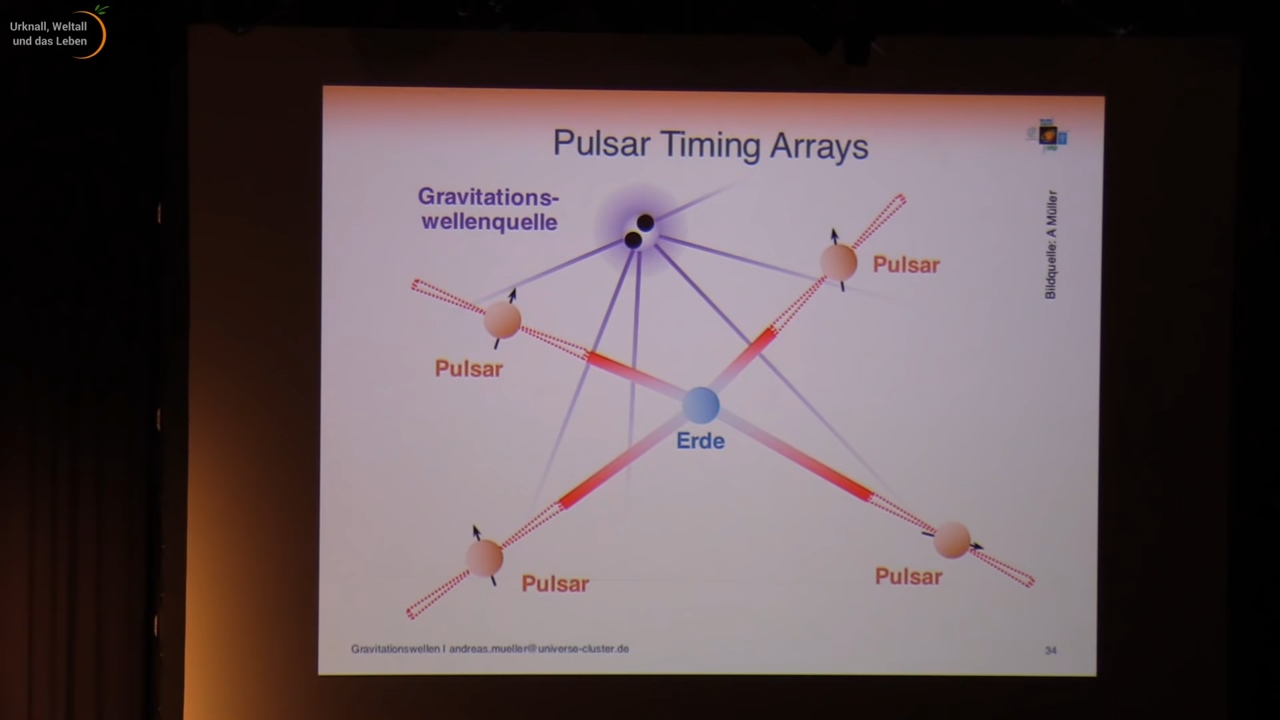 Urknall, Weltall
und das Leben
Pulsar Timing Arrays
Gravitations-
wellenquelle
Bildquelle: A Müller
Pulsar
Pulsar
Erde
Pulsar
Pulsar
Gravitationswellen | andreas.mueller@universe-cluster.de
34